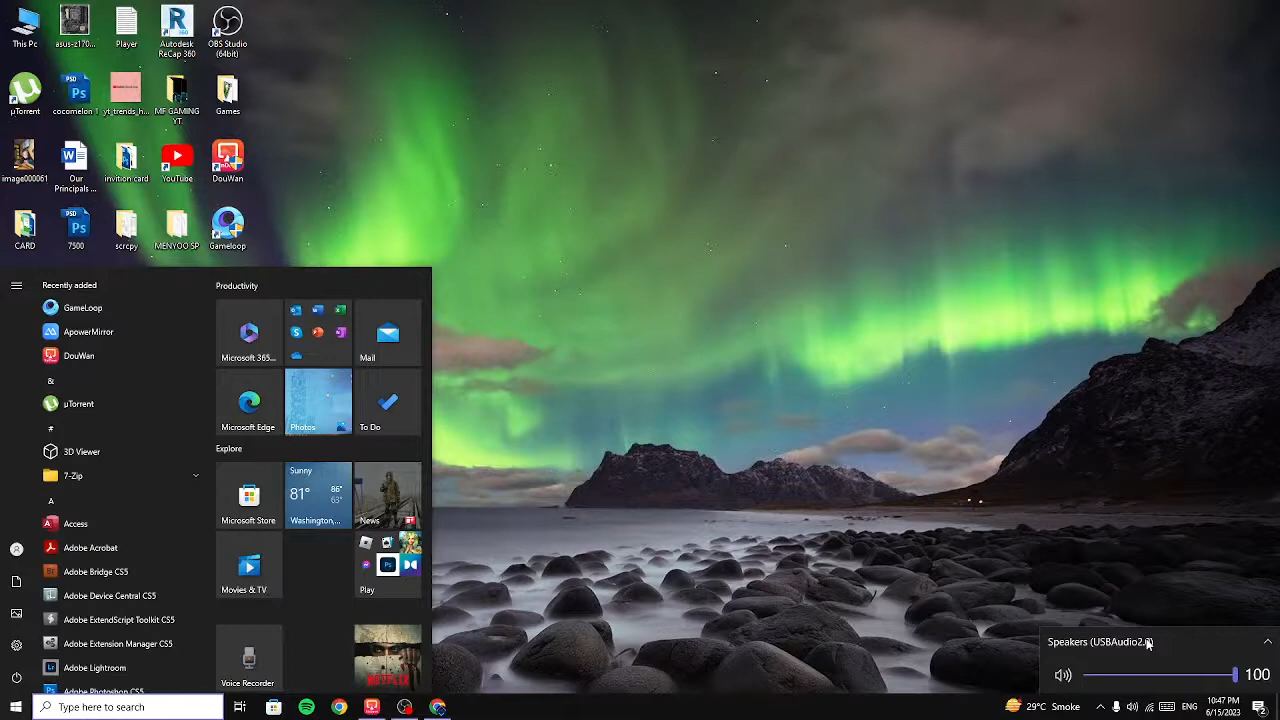 This PC
asus-z170...
Player
Autodesk
ReCap 360
OBS Studio
(64bit)
µTorrent
cocomelon 1
yt_trends_h...
MF GAMING
YT.
Games
image000061
Our
Principals ...
invition card
YouTube
DouWan
CARD
7500
scrcpy
MENYOO SP
Gameloop
Recently added
GameLoop
ApowerMirror
DouWan
&
µTorrent
#
3D Viewer
7-Zip
A
Access
Adobe Acrobat
Adobe Bridge CS5
Adobe Device Central CS5
Adobe ExtendScript Toolkit CS5
Adobe Extension Manager CS5
Adobe Lightroom
Adobe Photoshop CS5
Productivity
Microsoft 365...
Mail
Microsoft Edge
Photos
To Do
Explore
Microsoft Store
Sunny
81°
86°
63°
Washington,...
News
Movies & TV
Play
Voice Recorder
NETFLIX
Speakers (USBAudio2.0)
100
Type here to search
29°C Smoke
ENG
10:47 PM
6/15/2023